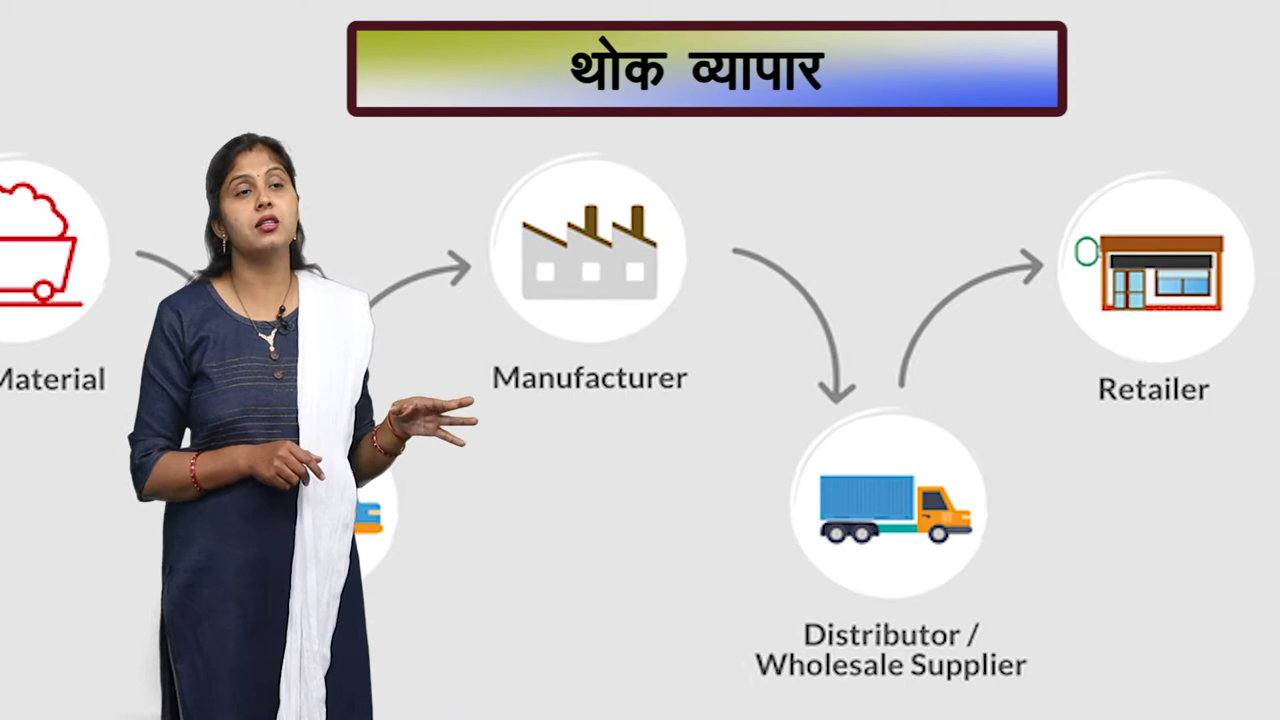 थोक व्यापार
Material
Manufacturer
Retailer
Distributor /
Wholesale Supplier